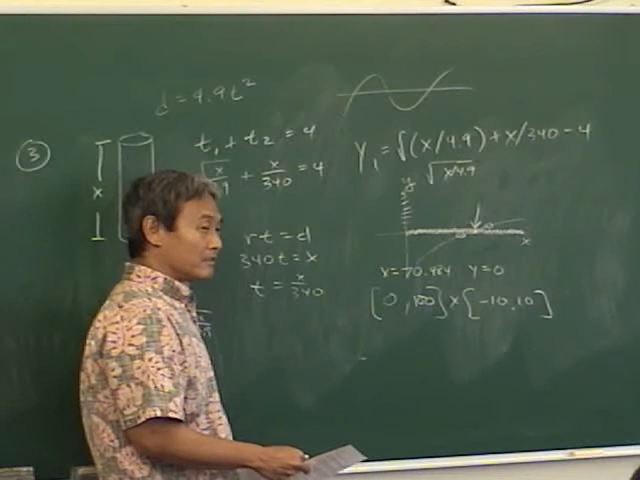 d = 4.9t²
③
x
t₁ + t₂ = 4
√x/9 + x/340 = 4
rt = d
340t = x
t = x/340
Y₁ = √(x/4.9) + x/340 - 4
√x/4.9
y
x
x=70.484 y=0
[0, 100] x [-10, 10]